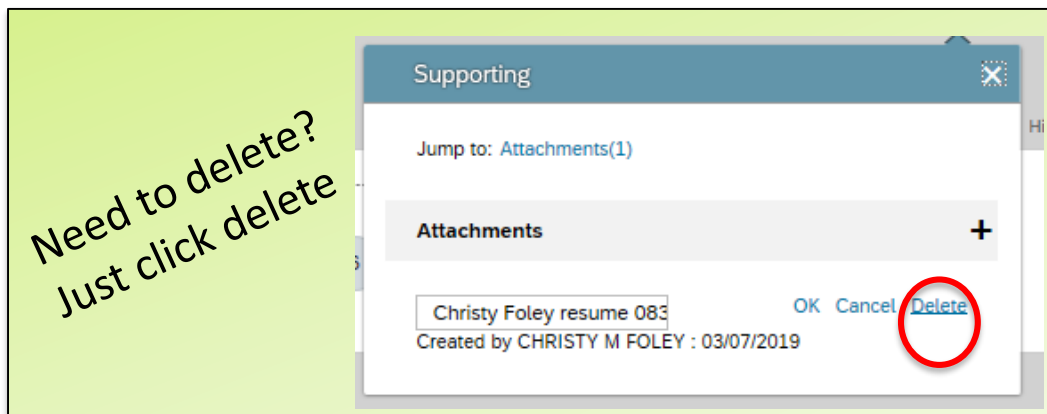 Need to delete?
Just click delete
Supporting
Hi
Jump to: Attachments(1)
Attachments
Christy Foley resume 083
OK Cancel Delete
Created by CHRISTY M FOLEY : 03/07/2019